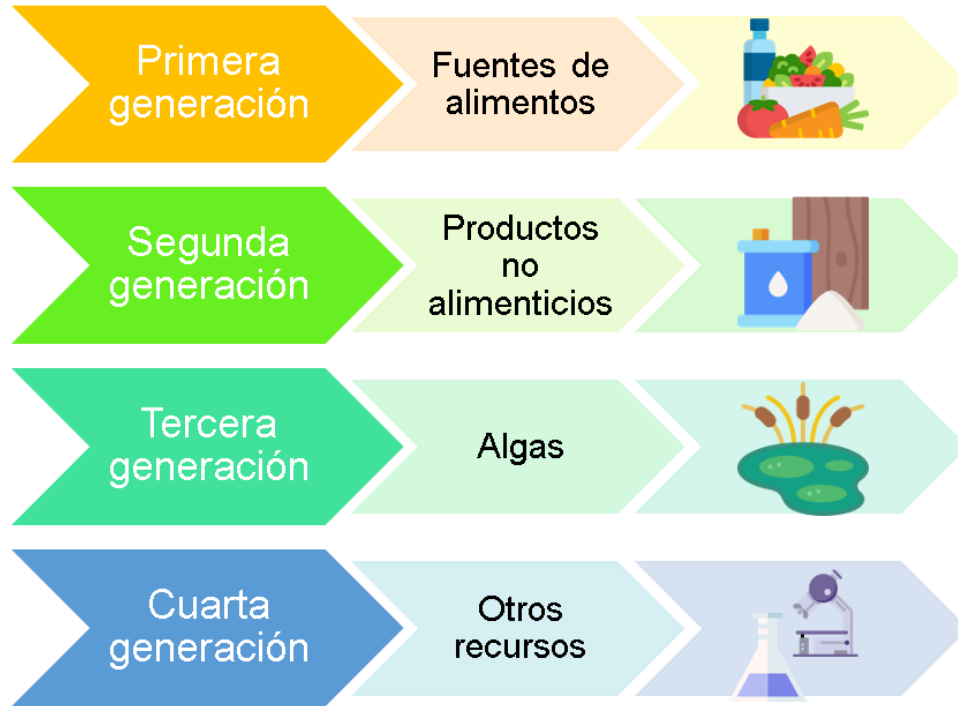 Primera
generación
Fuentes de
alimentos
Segunda
generación
Productos
no
alimenticios
Tercera
generación
Algas
Cuarta
generación
Otros
recursos